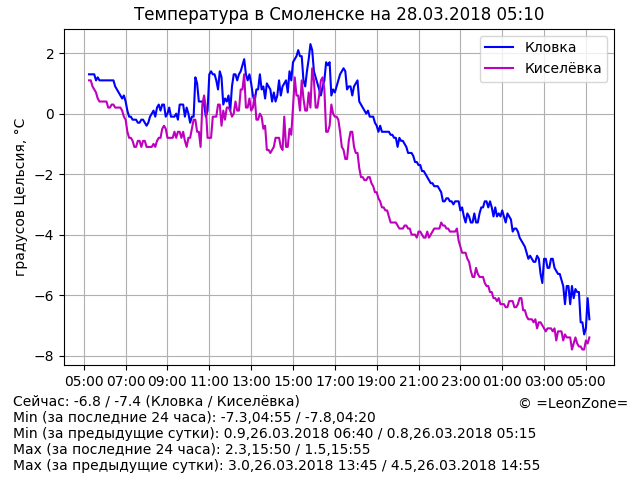 Температура в Смоленске на 28.03.2018 05:10
Кловка
Киселёвка
градусов Цельсия, °C
2
0
−2
−4
−6
−8
05:00 07:00 09:00 11:00 13:00 15:00 17:00 19:00 21:00 23:00 01:00 03:00 05:00
Сейчас: -6.8 / -7.4 (Кловка / Киселёвка)
© =LeonZone=
Min (за последние 24 часа): -7.3,04:55 / -7.8,04:20
Min (за предыдущие сутки): 0.9,26.03.2018 06:40 / 0.8,26.03.2018 05:15
Max (за последние 24 часа): 2.3,15:50 / 1.5,15:55
Max (за предыдущие сутки): 3.0,26.03.2018 13:45 / 4.5,26.03.2018 14:55